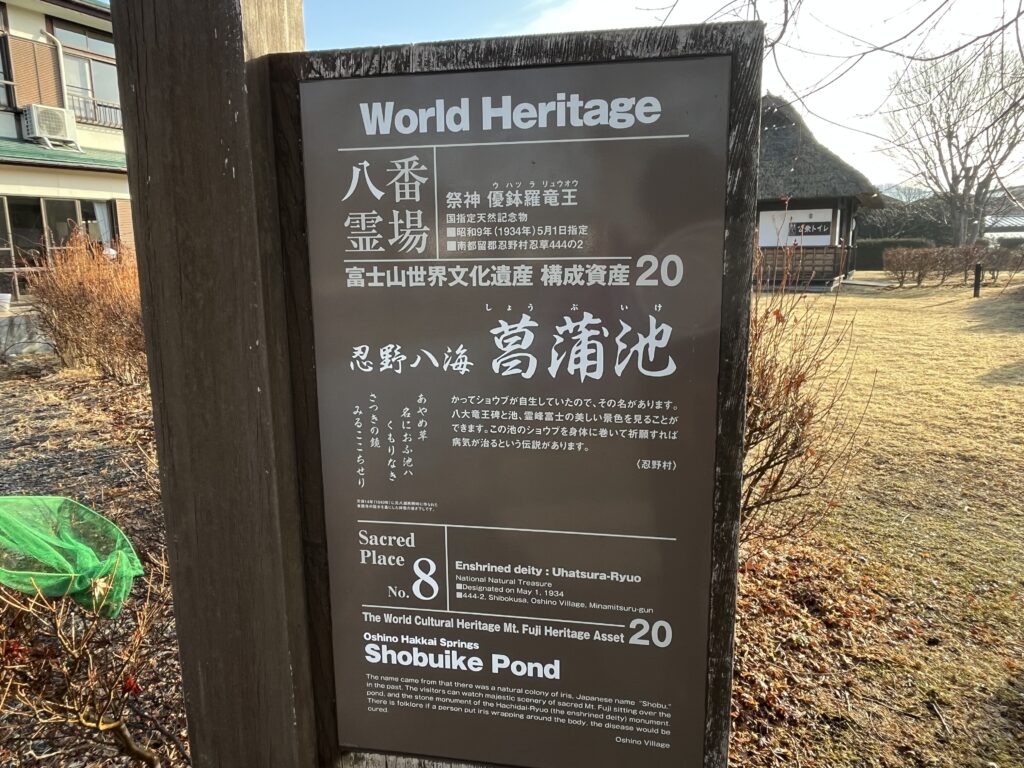 World Heritage
八番
霊場
ウハツラ リュウオウ
祭神 優鉢羅竜王
国指定天然記念物
■昭和9年(1934年)5月1日指定
■南都留郡忍野村忍草444の2
富士山世界文化遺産 構成資産20
しょうぶいけ
忍野八海 菖蒲池
かつてショウブが自生していたので、その名があります。
八大竜王碑と池、霊峰富士の美しい景色を見ることが
できます。この池のショウブを身体に巻いて祈願すれば
病気が治るという伝説があります。
〈忍野村〉
あやめ草
名におふ池ハ
くもりなき
さつきの鏡
みるここちせり
Sacred
Place
No. 8
Enshrined deity : Uhatsura-Ryuo
National Natural Treasure
■Designated on May 1, 1934
■444-2, Shibokusa, Oshino Village, Minamitsuru-gun
The World Cultural Heritage Mt. Fuji Heritage Asset 20
Oshino Hakkai Springs
Shobuike Pond
The name came from that there was a natural colony of iris, Japanese name "Shobu,"
in the past. The visitors can watch majestic scenery of sacred Mt. Fuji sitting over the
pond, and the stone monument of the Hachidai-Ryuo (the enshrined deity) monument.
There is folklore if a person put iris wrapping around the body, the disease would be
cured.
Oshino Village